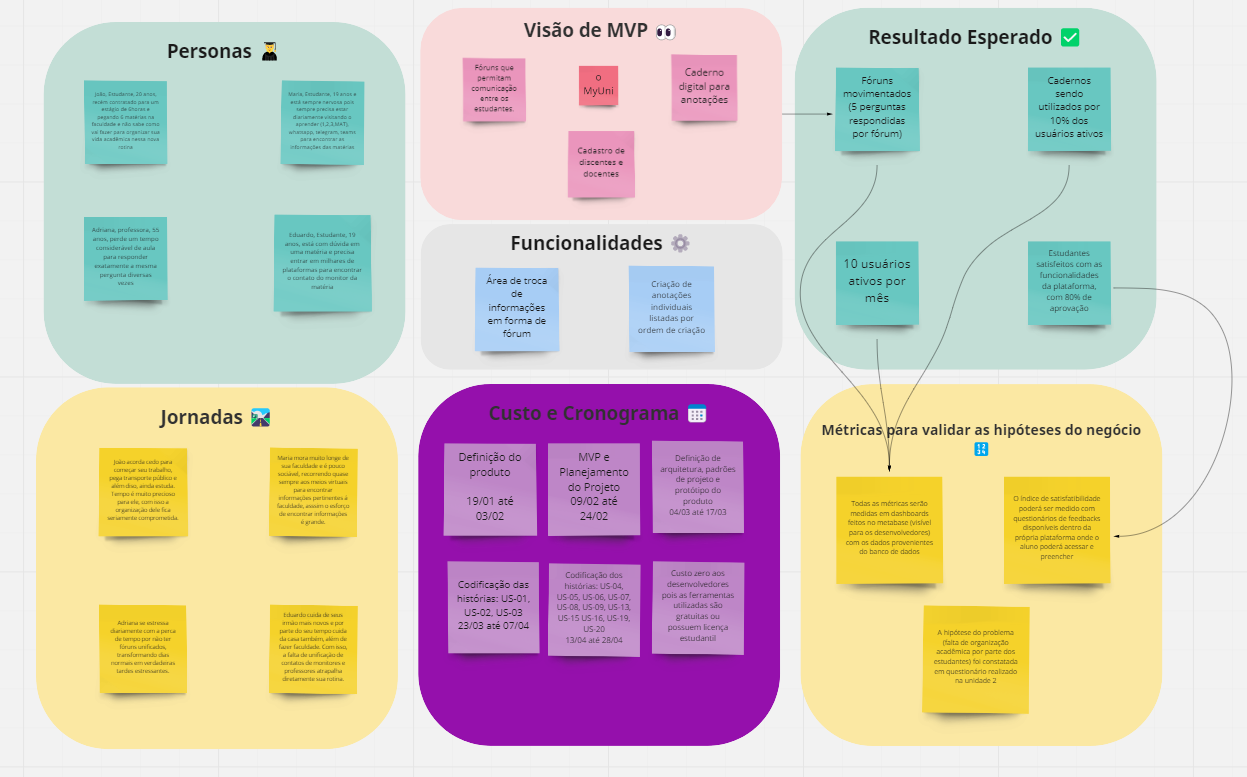 Personas
João, Estudante, 20 anos,
recém contratado para um
estágio de 6horas e
pegando 6 matérias na
faculdade e não sabe como
vai fazer para organizar sua
vida acadêmica nessa nova
rotina
Maria, Estudante, 19 anos e
está sempre nervosa pois
sempre precisa estar
diariamente visitando o
aprender (1,2,3,MAT),
whatsapp, telegram, teams
para encontrar as
informações das matérias
Adriana, professora, 55
anos, perde um tempo
considerável de aula
para responder
exatamente a mesma
pergunta diversas
vezes
Eduardo, Estudante, 19
anos, está com dúvida em
uma matéria e precisa
entrar em milhares de
plataformas para encontrar
o contato do monitor da
matéria
Visão de MVP
Fóruns que
permitam
comunicação
entre os
estudantes.
o
MyUni
Caderno
digital para
anotações
Cadastro de
discentes e
docentes
Funcionalidades
Área de troca
de
informações
em forma de
fórum
Criação de
anotações
individuais
listadas por
ordem de criação
Resultado Esperado
Fóruns
movimentados
(5 perguntas
respondidas
por fórum)
Cadernos
sendo
utilizados por
10% dos
usuários ativos
10 usuários
ativos por
mês
Estudantes
satisfeitos com as
funcionalidades
da plataforma,
com 80% de
aprovação
Jornadas
João acorda cedo para
começar seu trabalho,
pega transporte público e
além disso, ainda estuda.
Tempo é muito precioso
para ele, com isso a
organização dele fica
seriamente comprometida.
Maria mora muito longe de
sua faculdade e é pouco
sociável, recorrendo quase
sempre aos meios virtuais
para encontrar
informações pertinentes à
faculdade, assim o esforço
de encontrar informações
é grande.
Adriana se estressa
diariamente com a perca
de tempo por não ter
fóruns unificados,
transformando dias
normais em verdadeiras
tardes estressantes.
Eduardo cuida de seus
irmão mais novos e por
parte do seu tempo cuida
da casa também, além de
fazer faculdade. Com isso,
a falta de unificação de
contatos de monitores e
professores atrapalha
diretamente sua rotina.
Custo e Cronograma
Definição do
produto
19/01 até
03/02
MVP e
Planejamento
do Projeto
09/02 até
24/02
Definição de
arquitetura, padrões
de projeto e
protótipo do
produto
04/03 até 17/03
Codificação das
histórias: US-01,
US-02, US-03
23/03 até 07/04
Codificação dos
histórias: US-04,
US-05, US-06, US-07,
US-08, US-09, US-13,
US-15 US-16, US-19,
US-20
13/04 até 28/04
Custo zero aos
desenvolvedores
pois as ferramentas
utilizadas são
gratuitas ou
possuem licença
estudantil
Métricas para validar as hipóteses do negócio
Todas as métricas serão
medidas em dashboards
feitos no metabase (visível
para os desenvolvedores)
com os dados provenientes
do banco de dados
O índice de satisfatibilidade
poderá ser medido com
questionários de feedbacks
disponíveis dentro da
própria plataforma onde o
aluno poderá acessar e
preencher
A hipótese do problema
(falta de organização
acadêmica por parte dos
estudantes) foi constatada
em questionário realizado
na unidade 2